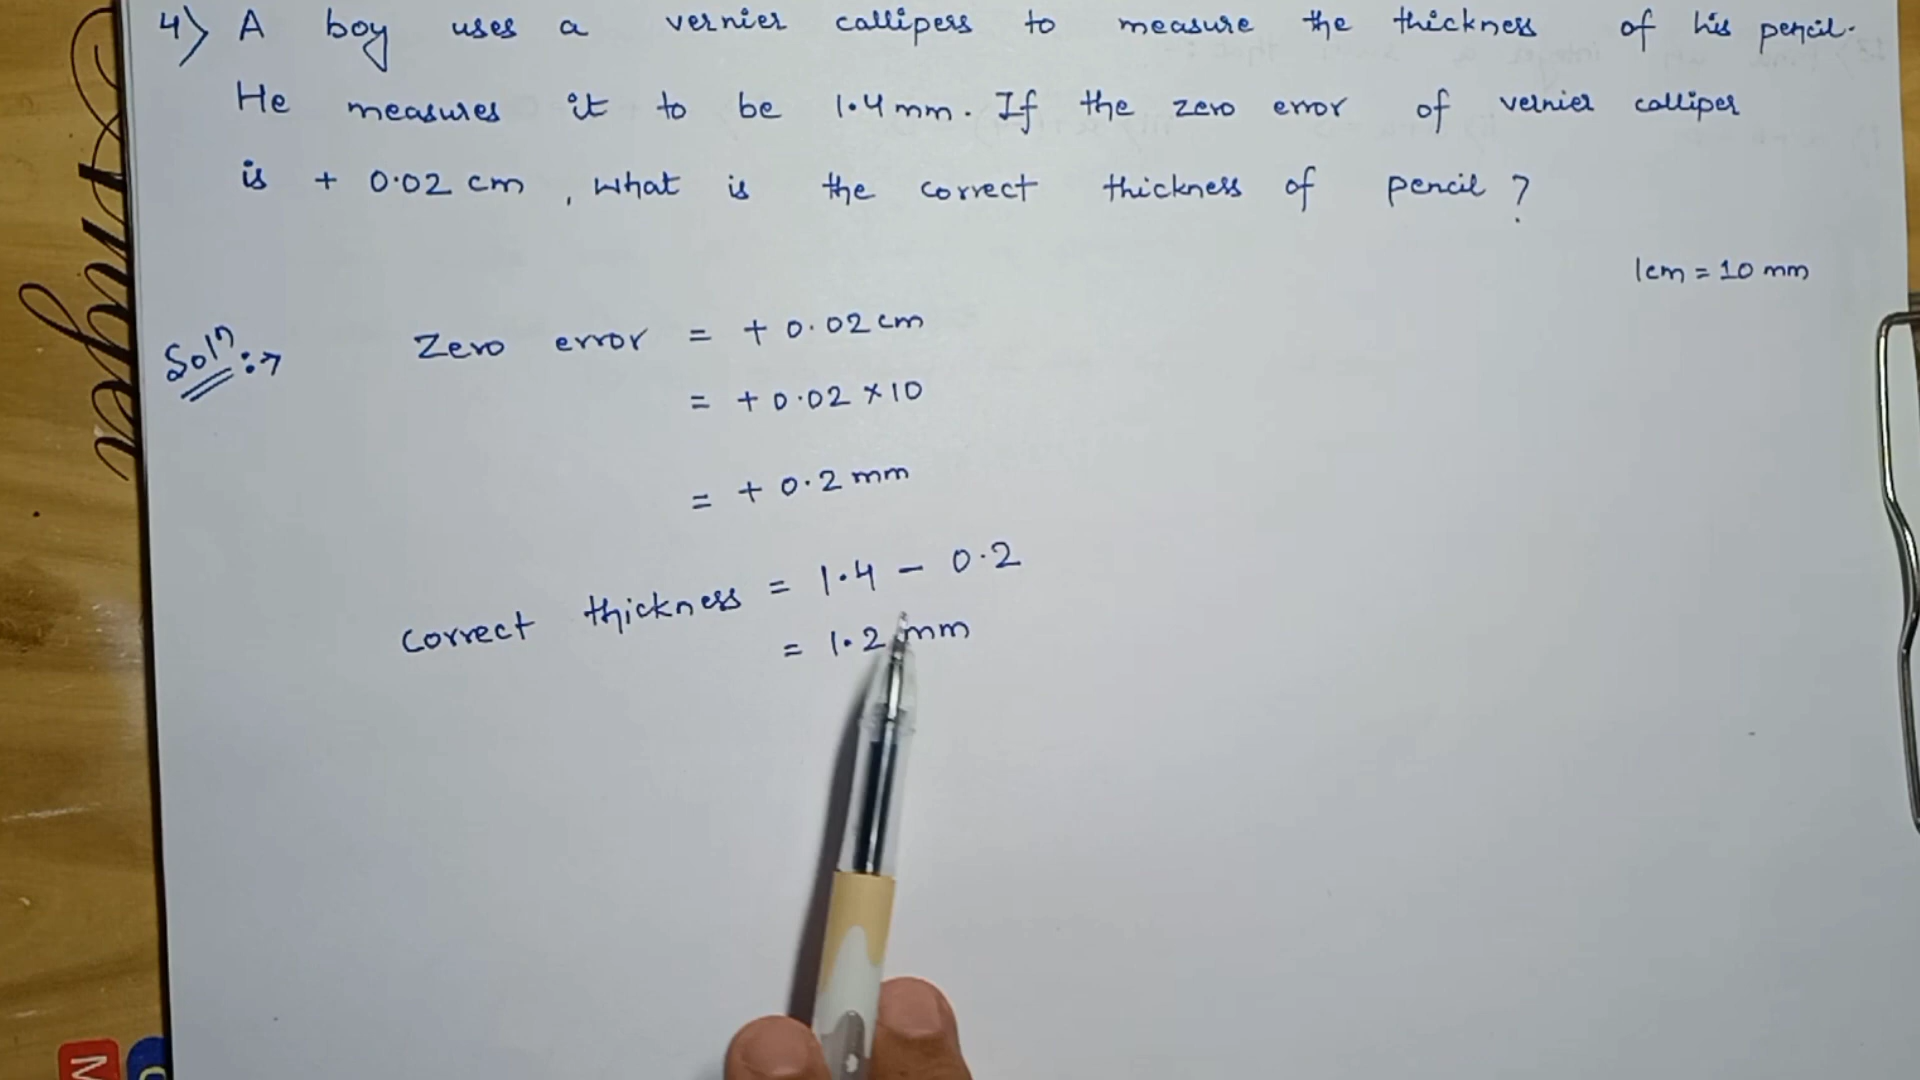 4) A boy uses a vernier callipers to measure the thickness of his pencil.
He measures it to be 1.4 mm. If the zero error of vernier calliper
is + 0.02 cm, what is the correct thickness of pencil ?
1cm = 10 mm
Solⁿ :→ Zero error = + 0.02 cm
= + 0.02 × 10
= + 0.2 mm
Correct thickness = 1.4 – 0.2
= 1.2 mm